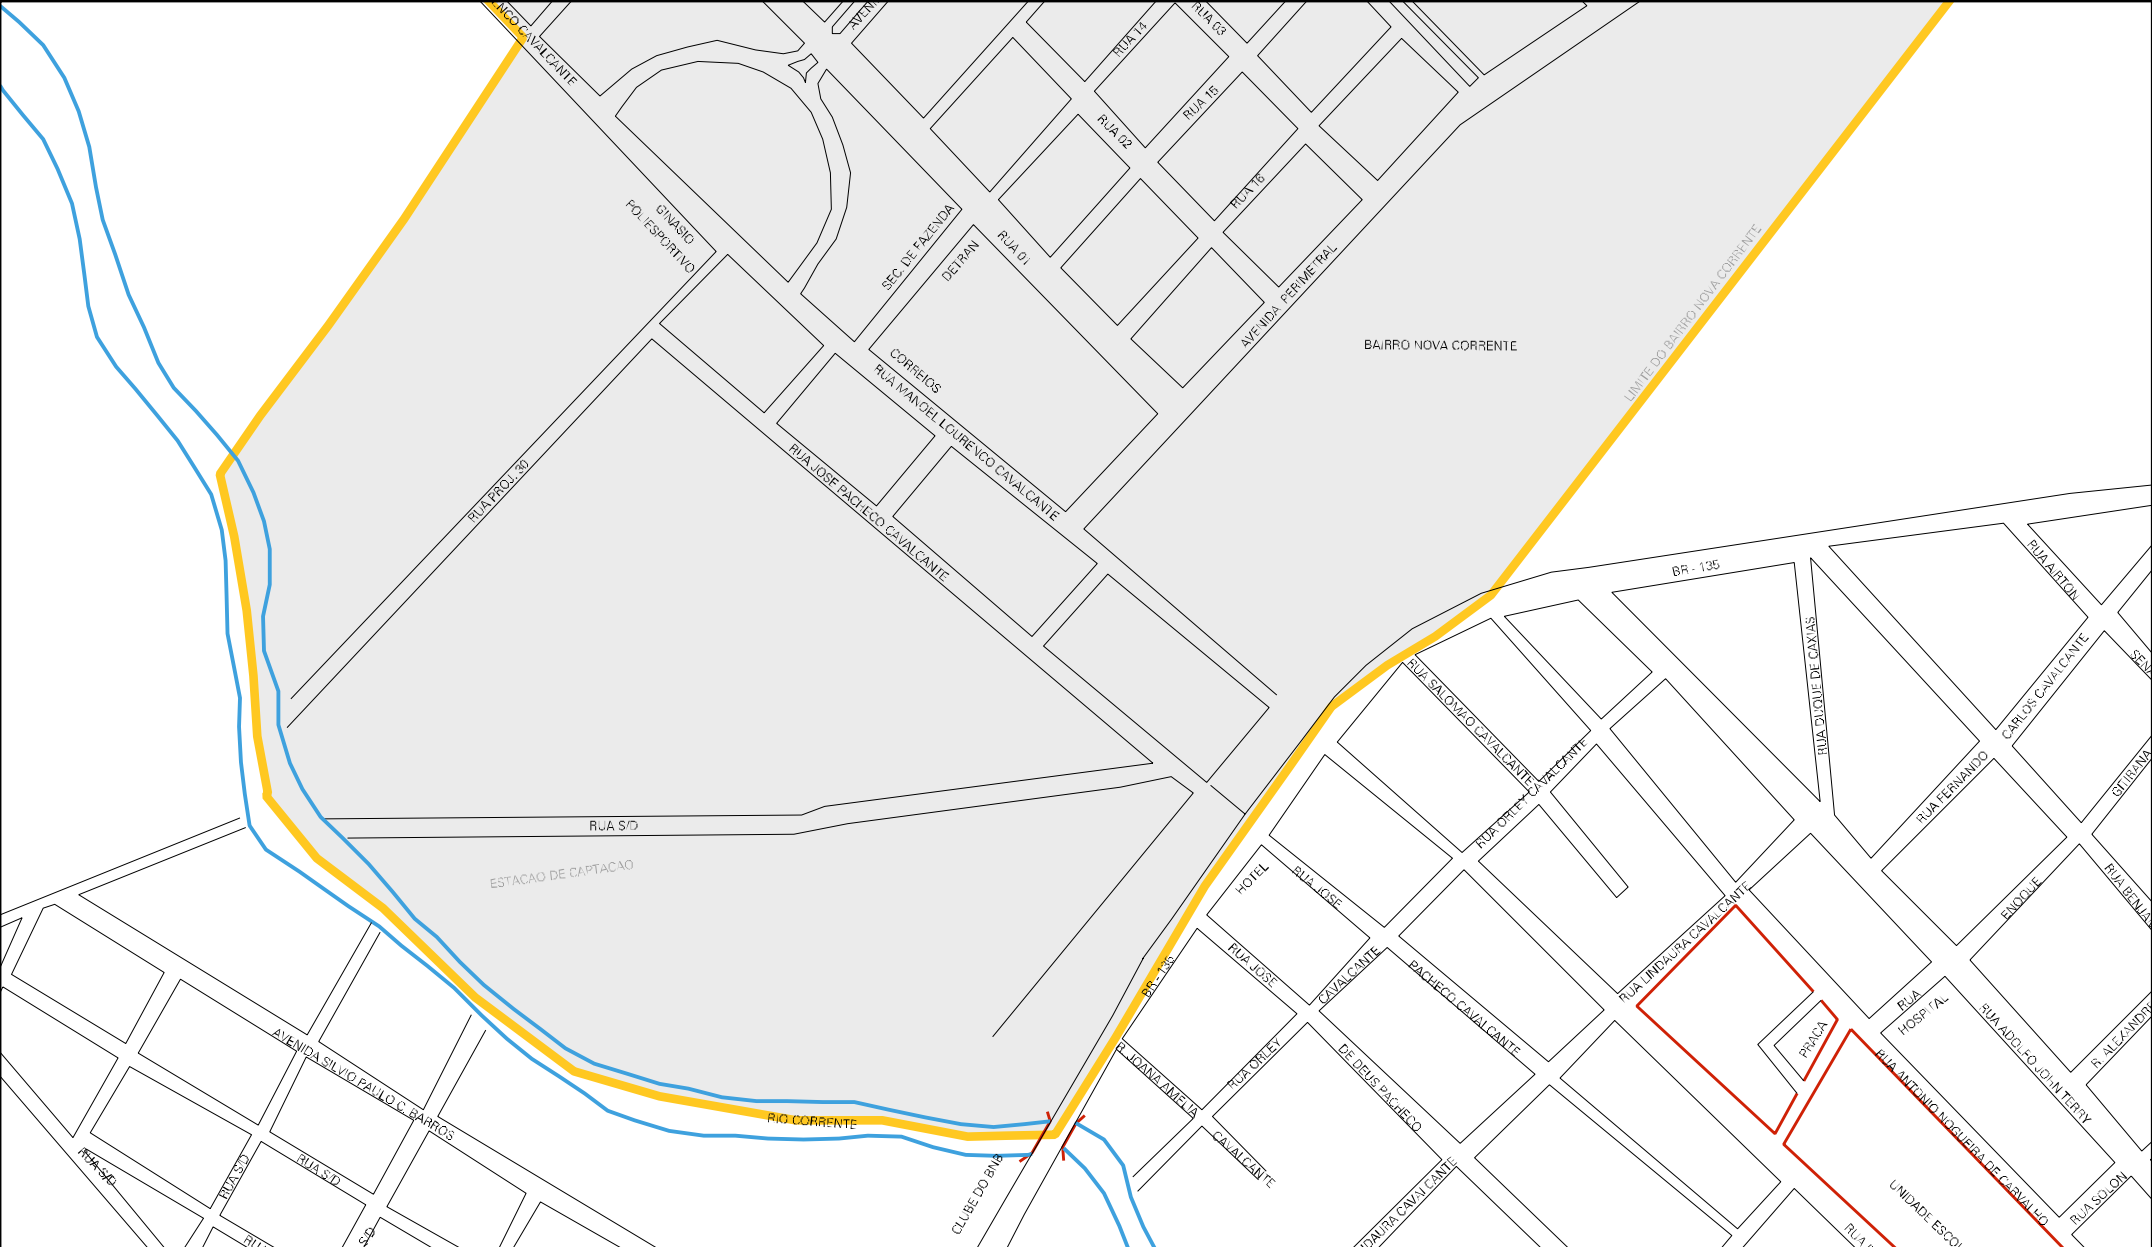 RUA 03
RUA 14
RUA 15
RUA 02
RUA 16
GINASIO
POLIESPORTIVO
SEC. DE FAZENDA
DETRAN
RUA 01
AVENIDA PERIMETRAL
BAIRRO NOVA CORRENTE
LIMITE DO BAIRRO NOVA CORRENTE
CORREIOS
RUA MANOEL LOURENCO CAVALCANTE
RUA JOSE PACHECO CAVALCANTE
RUA PROJ. 30
BR - 135
RUA AIRTON
RUA DUQUE DE CAXIAS
CARLOS CAVALCANTE
RUA SALOMAO CAVALCANTE
RUA ORLEY CAVALCANTE
RUA FERNANDO
GITIRANA
RUA S/D
ESTACAO DE CAPTACAO
HOTEL
RUA JOSE
RUA LINDAURA CAVALCANTE
ENOQUE
RUA JOSE
CAVALCANTE
PACHECO CAVALCANTE
BR - 135
RUA
HOSPITAL
RUA ADOLFO JOHN TERRY
PRACA
RUA ANTONIO NOGUEIRA DE CARVALHO
R. JOANA AMELIA
RUA ORLEY
DE DEUS PACHECO
AVENIDA SILVIO PAULO C. BARROS
RIO CORRENTE
CLUBE DO BNB
CAVALCANTE
RUA S/D
RUA S/D
RUA S/D
RUA SOLON